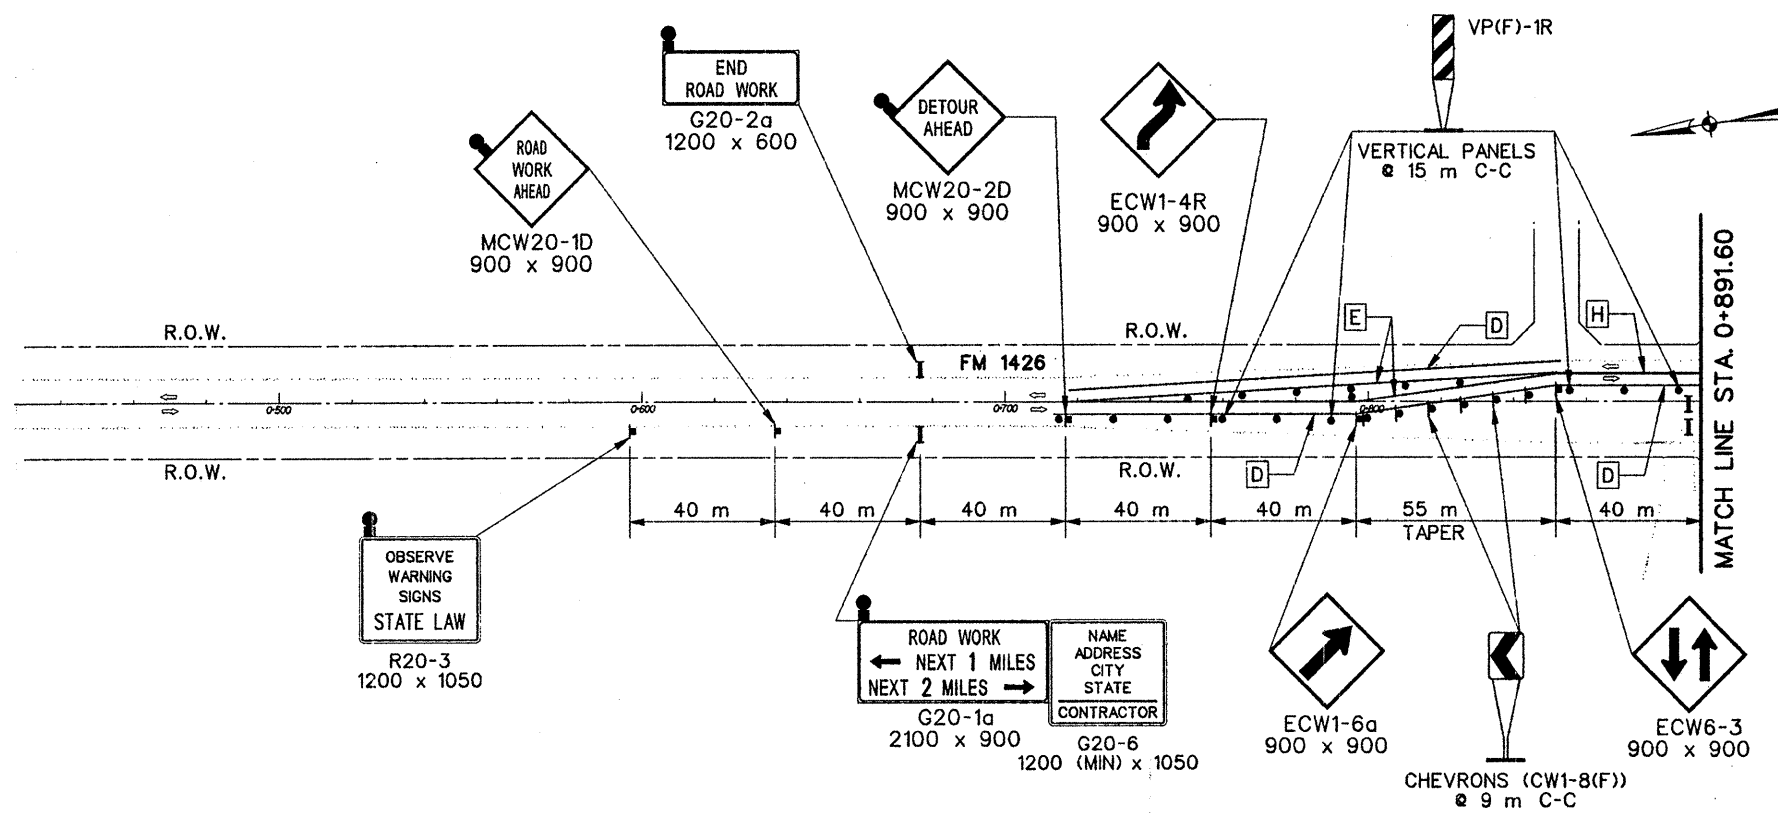 VP(F)-1R
END
ROAD WORK
G20-2a
1200 x 600
DETOUR
AHEAD
MCW20-2D
900 x 900
ECW1-4R
900 x 900
VERTICAL PANELS
@ 15 m C-C
ROAD
WORK
AHEAD
MCW20-1D
900 x 900
R.O.W.
R.O.W.
FM 1426
E
D
H
0+500
0+600
0+700
0+800
R.O.W.
R.O.W.
D
D
MATCH LINE STA. 0+891.60
40 m
40 m
40 m
40 m
40 m
55 m
TAPER
40 m
OBSERVE
WARNING
SIGNS
STATE LAW
R20-3
1200 x 1050
ROAD WORK
NEXT 1 MILES
NEXT 2 MILES
G20-1a
2100 x 900
NAME
ADDRESS
CITY
STATE
CONTRACTOR
G20-6
1200 (MIN) x 1050
ECW1-6a
900 x 900
CHEVRONS (CW1-8(F))
@ 9 m C-C
ECW6-3
900 x 900